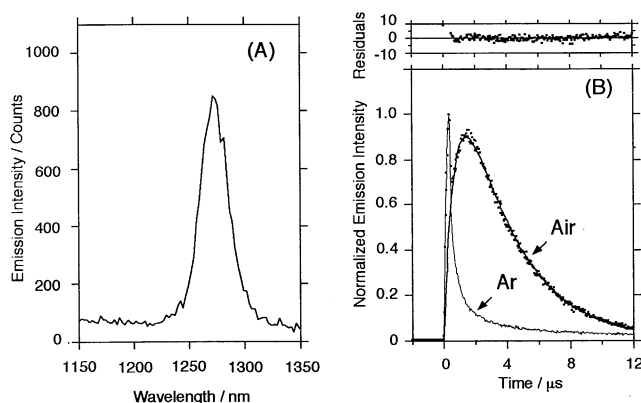 (A)
Emission Intensity / Counts
1000
800
600
400
200
0
1150 1200 1250 1300 1350
Wavelength / nm
Residuals
10
0
-10
(B)
Normalized Emission Intensity
1.0
0.8
0.6
0.4
0.2
0
Air
Ar
0 4 8 12
Time / μs